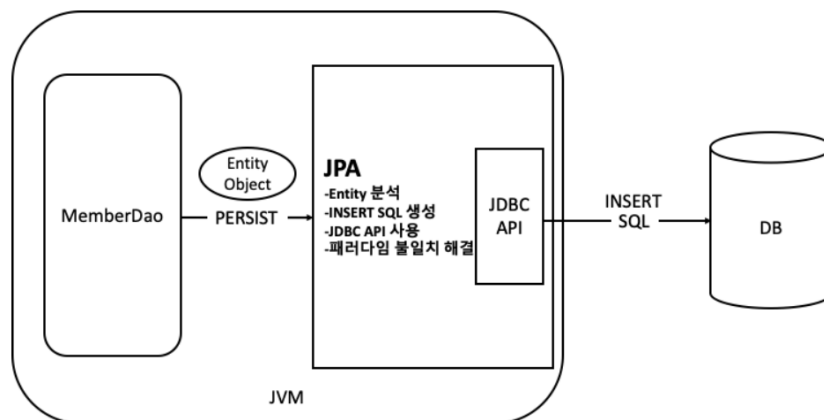 MemberDao
Entity
Object
PERSIST
JPA
-Entity 분석
-INSERT SQL 생성
-JDBC API 사용
-패러다임 불일치 해결
JDBC
API
INSERT
SQL
DB
JVM